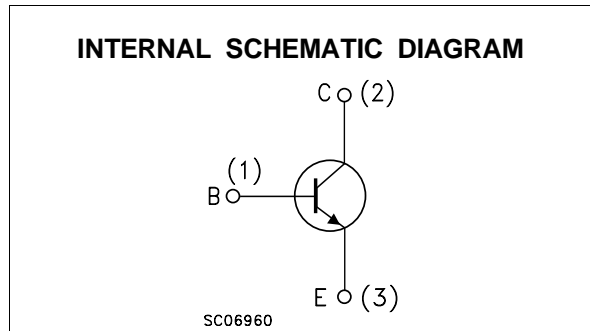 INTERNAL SCHEMATIC DIAGRAM
C (2)
(1)
B
E (3)
SC06960